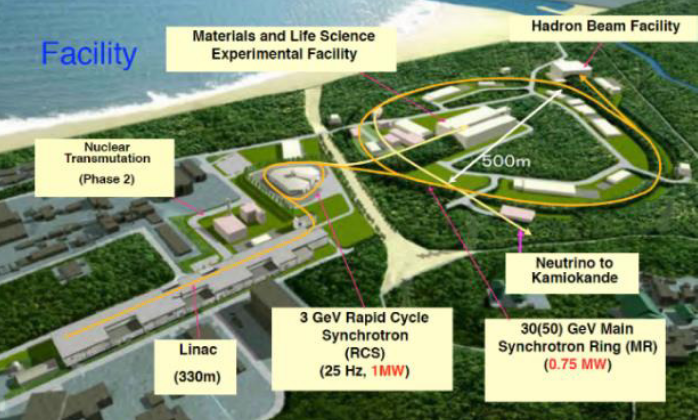 Facility
Materials and Life Science
Experimental Facility
Hadron Beam Facility
Nuclear
Transmutation
(Phase 2)
500m
Neutrino to
Kamiokande
Linac
(330m)
3 GeV Rapid Cycle
Synchrotron
(RCS)
(25 Hz, 1MW)
30(50) GeV Main
Synchrotron Ring (MR)
(0.75 MW)